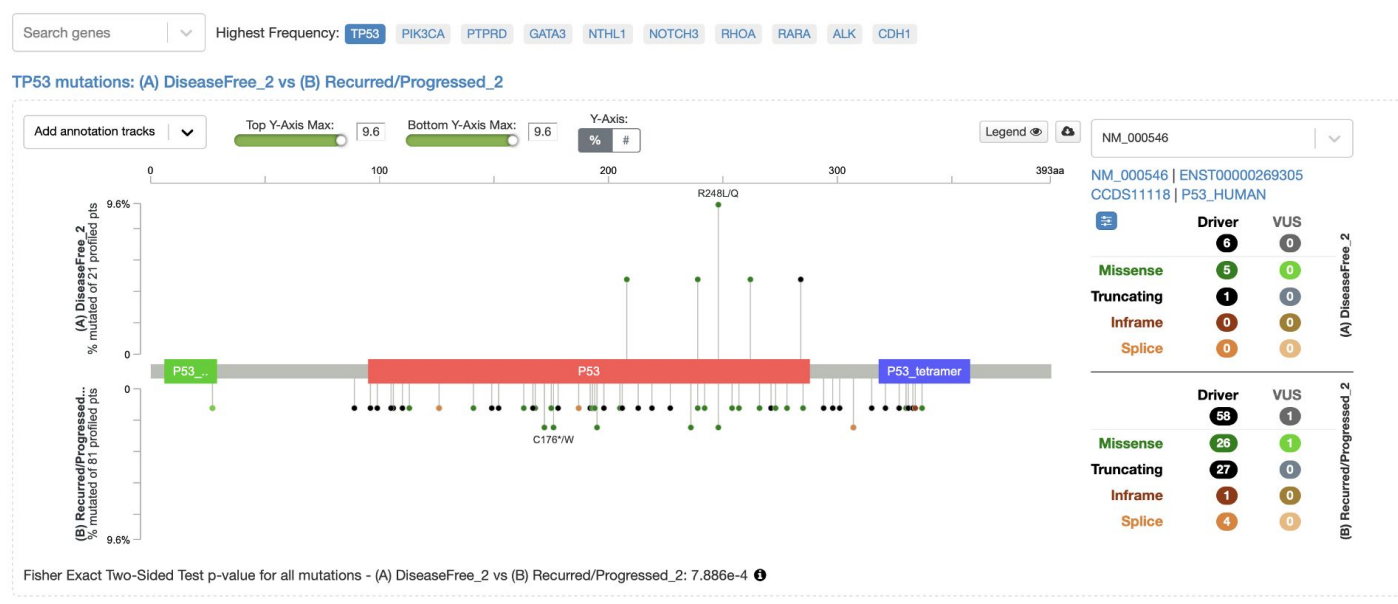 Search genes
Highest Frequency: TP53 PIK3CA PTPRD GATA3 NTHL1 NOTCH3 RHOA RARA ALK CDH1
TP53 mutations: (A) DiseaseFree_2 vs (B) Recurred/Progressed_2
Add annotation tracks
Top Y-Axis Max: 9.6
Bottom Y-Axis Max: 9.6
Y-Axis:
% #
Legend
NM_000546
NM_000546 | ENST00000269305
CCDS11118 | P53_HUMAN
0 100 200 300 393aa
R248L/Q
9.6%
0
(A) DiseaseFree_2
% mutated of 21 profiled pts
P53_.. P53 P53_tetramer
0
9.6%
(B) Recurred/Progressed...
% mutated of 81 profiled pts
C176*/W
Driver VUS
6 0
Missense 5 0
Truncating 1 0
Inframe 0 0
Splice 0 0
(A) DiseaseFree_2
Driver VUS
58 1
Missense 26 1
Truncating 27 0
Inframe 1 0
Splice 4 0
(B) Recurred/Progressed_2
Fisher Exact Two-Sided Test p-value for all mutations - (A) DiseaseFree_2 vs (B) Recurred/Progressed_2: 7.886e-4